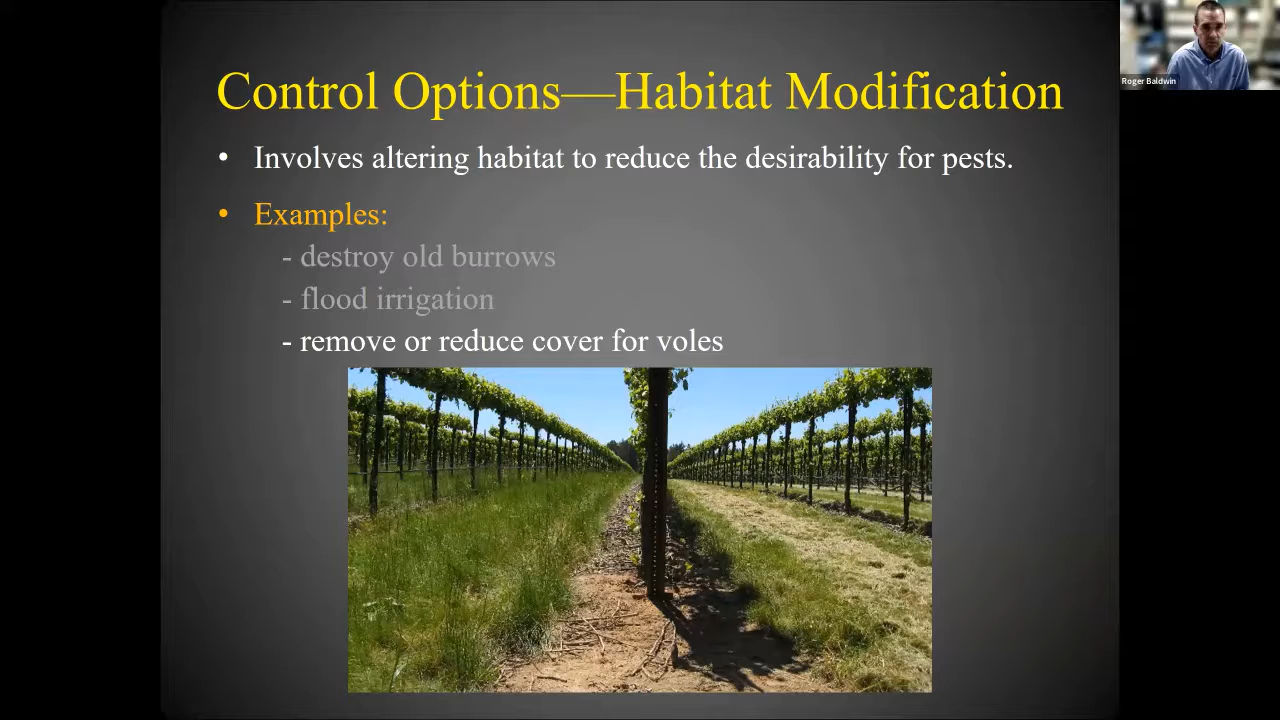 Control Options—Habitat Modification
• Involves altering habitat to reduce the desirability for pests.
• Examples:
- destroy old burrows
- flood irrigation
- remove or reduce cover for voles
Roger Baldwin